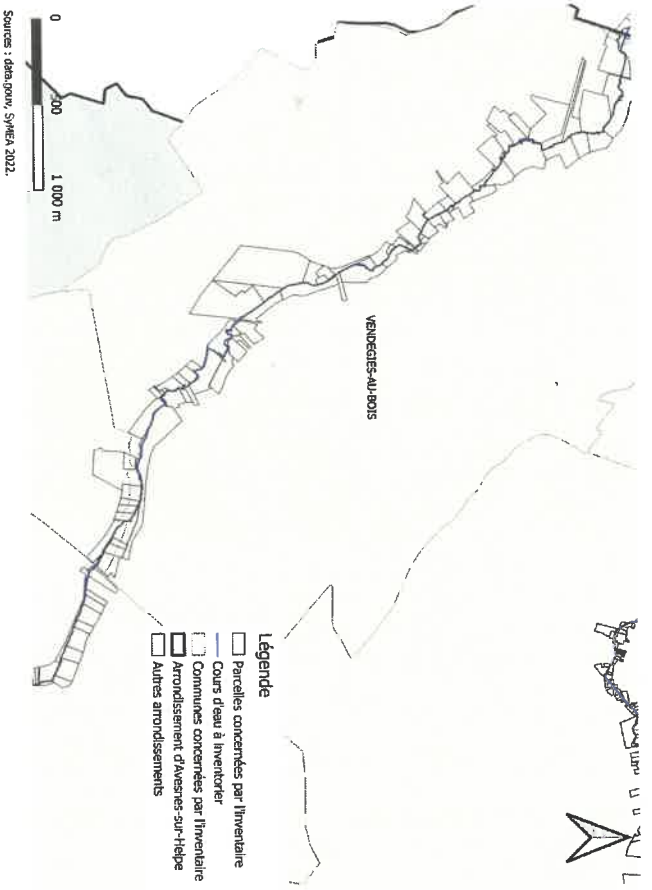 VENDEGIES-AU-BOIS
Légende
Parcelles concernées par l'inventaire
Cours d'eau à inventorier
Communes concernées par l'inventaire
Arrondissement d'Avesnes-sur-Helpe
Autres arrondissements
0 500 1 000 m
Sources : data.gouv, SyMEA 2022.